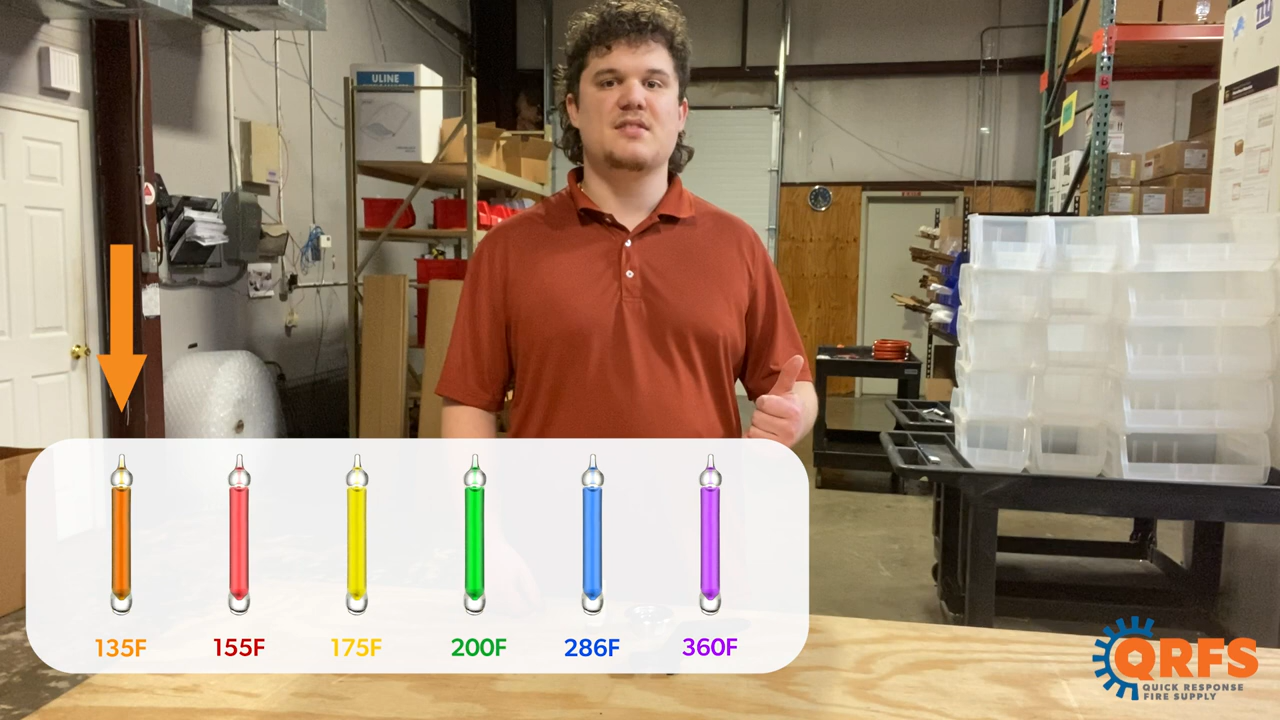 ULINE
135F
155F
175F
200F
286F
360F
QRFS
QUICK RESPONSE
FIRE SUPPLY